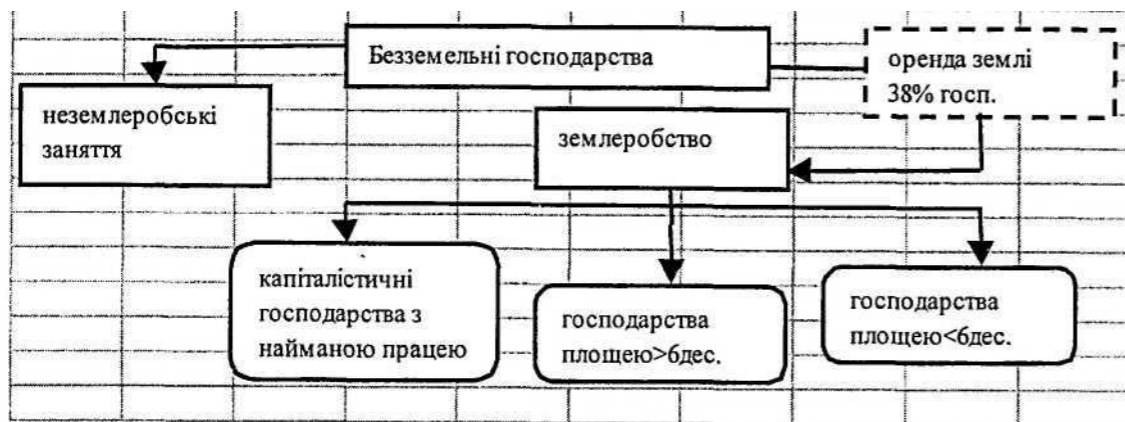 Безземельні господарства
оренда землі
38% госп.
неземлеробські
заняття
землеробство
капіталістичні
господарства з
найманою працею
господарства
площею>6дес.
господарства
площею<6дес.